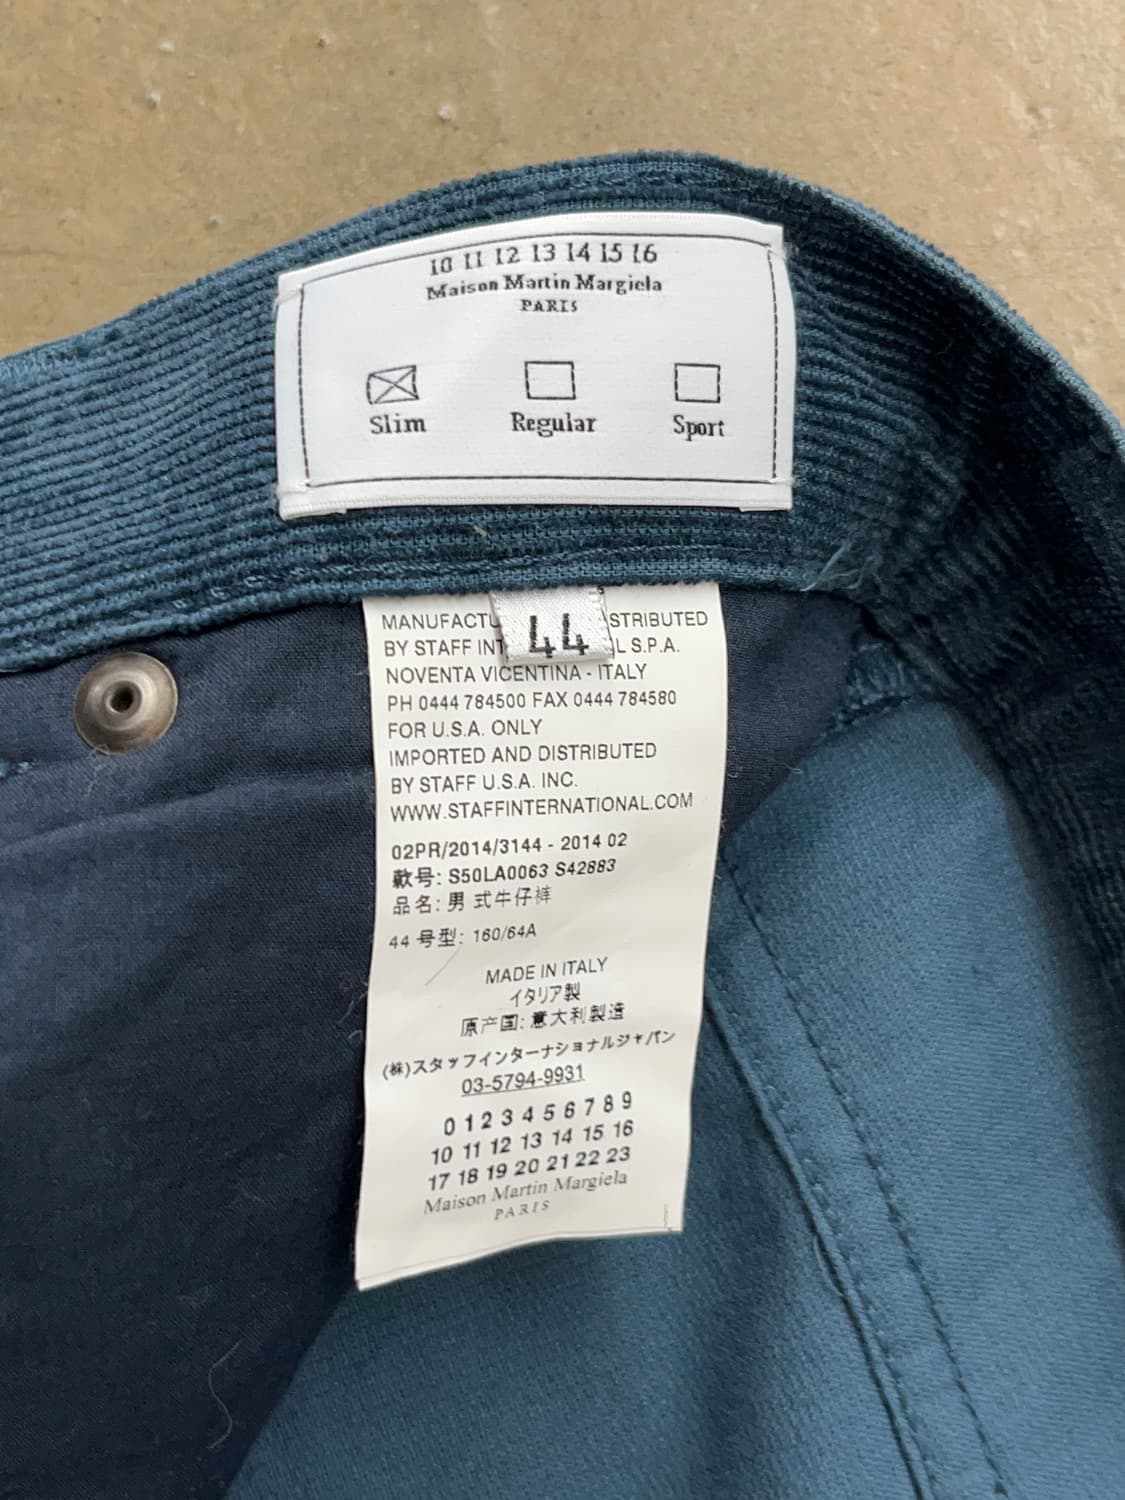 10 11 12 13 14 15 16
Maison Martin Margiela
PARIS
Slim Regular Sport
44
MANUFACTU STRIBUTED
BY STAFF INT L S.P.A.
NOVENTA VICENTINA - ITALY
PH 0444 784500 FAX 0444 784580
FOR U.S.A. ONLY
IMPORTED AND DISTRIBUTED
BY STAFF U.S.A. INC.
WWW.STAFFINTERNATIONAL.COM
02PR/2014/3144 - 2014 02
款号: S50LA0063 S42883
品名: 男 式牛仔裤
44 号型: 160/64A
MADE IN ITALY
イタリア製
原产国: 意大利製造
(株)スタッフインターナショナルジャパン
03-5794-9931
0 1 2 3 4 5 6 7 8 9
10 11 12 13 14 15 16
17 18 19 20 21 22 23
Maison Martin Margiela
PARIS